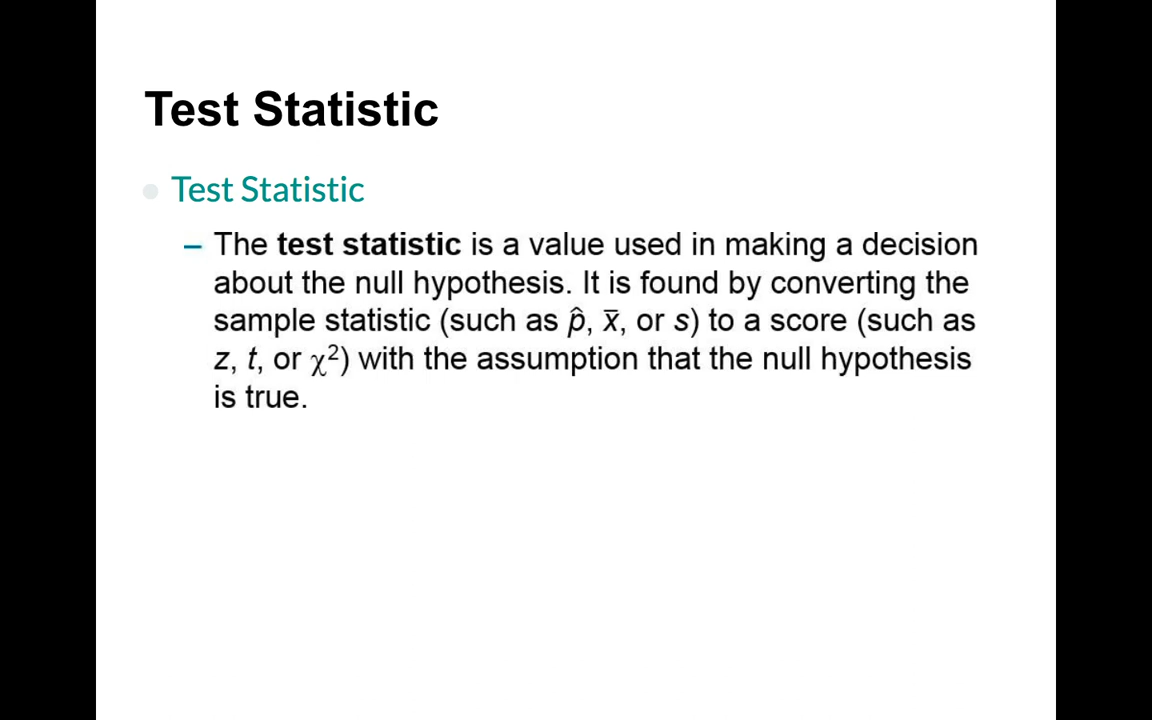 Test Statistic
Test Statistic
– The test statistic is a value used in making a decision
about the null hypothesis. It is found by converting the
sample statistic (such as p̂, x̄, or s) to a score (such as
z, t, or χ²) with the assumption that the null hypothesis
is true.